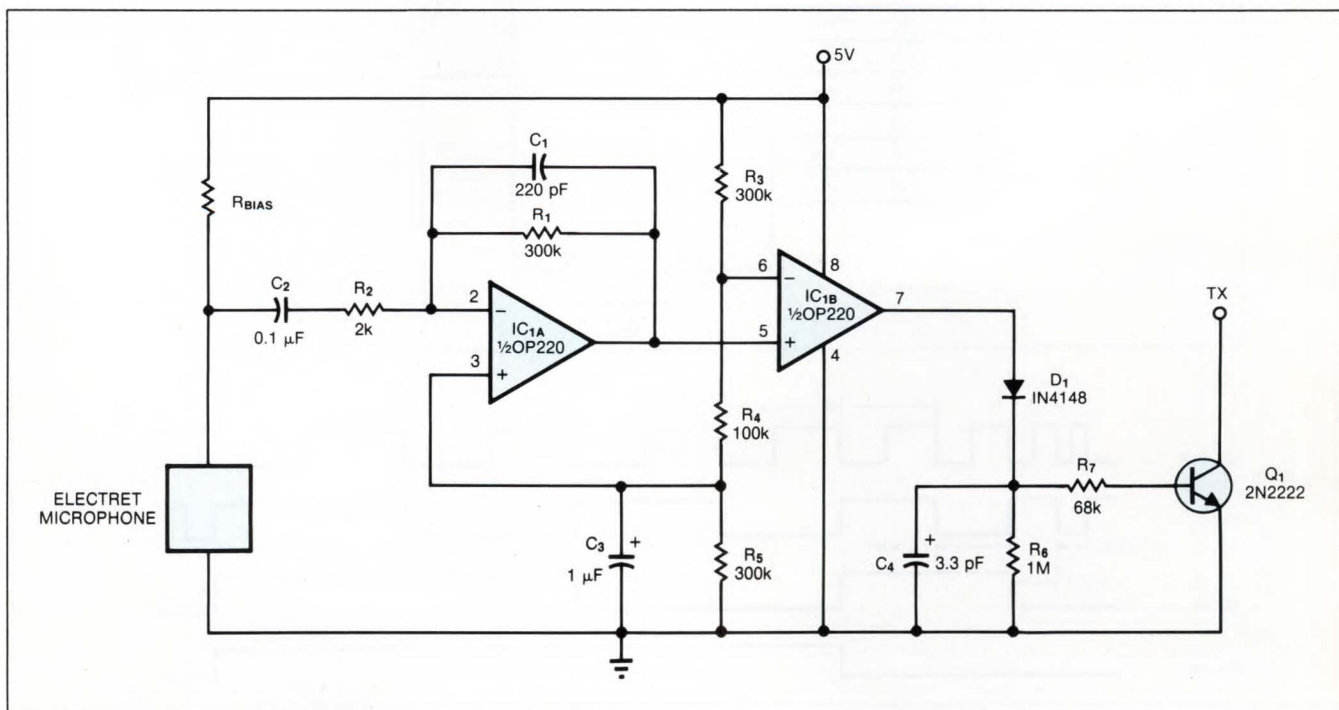 5V
C1
220 pF
R1
300k
RBIAS
R3
300k
C2
0.1 µF
R2
2k
2
3
IC1A
½OP220
6
5
8
4
7
IC1B
½OP220
TX
D1
IN4148
R4
100k
R7
68k
Q1
2N2222
ELECTRET
MICROPHONE
C3
+
1 µF
R5
300k
C4
+
3.3 pF
R6
1M
−
+
−
+